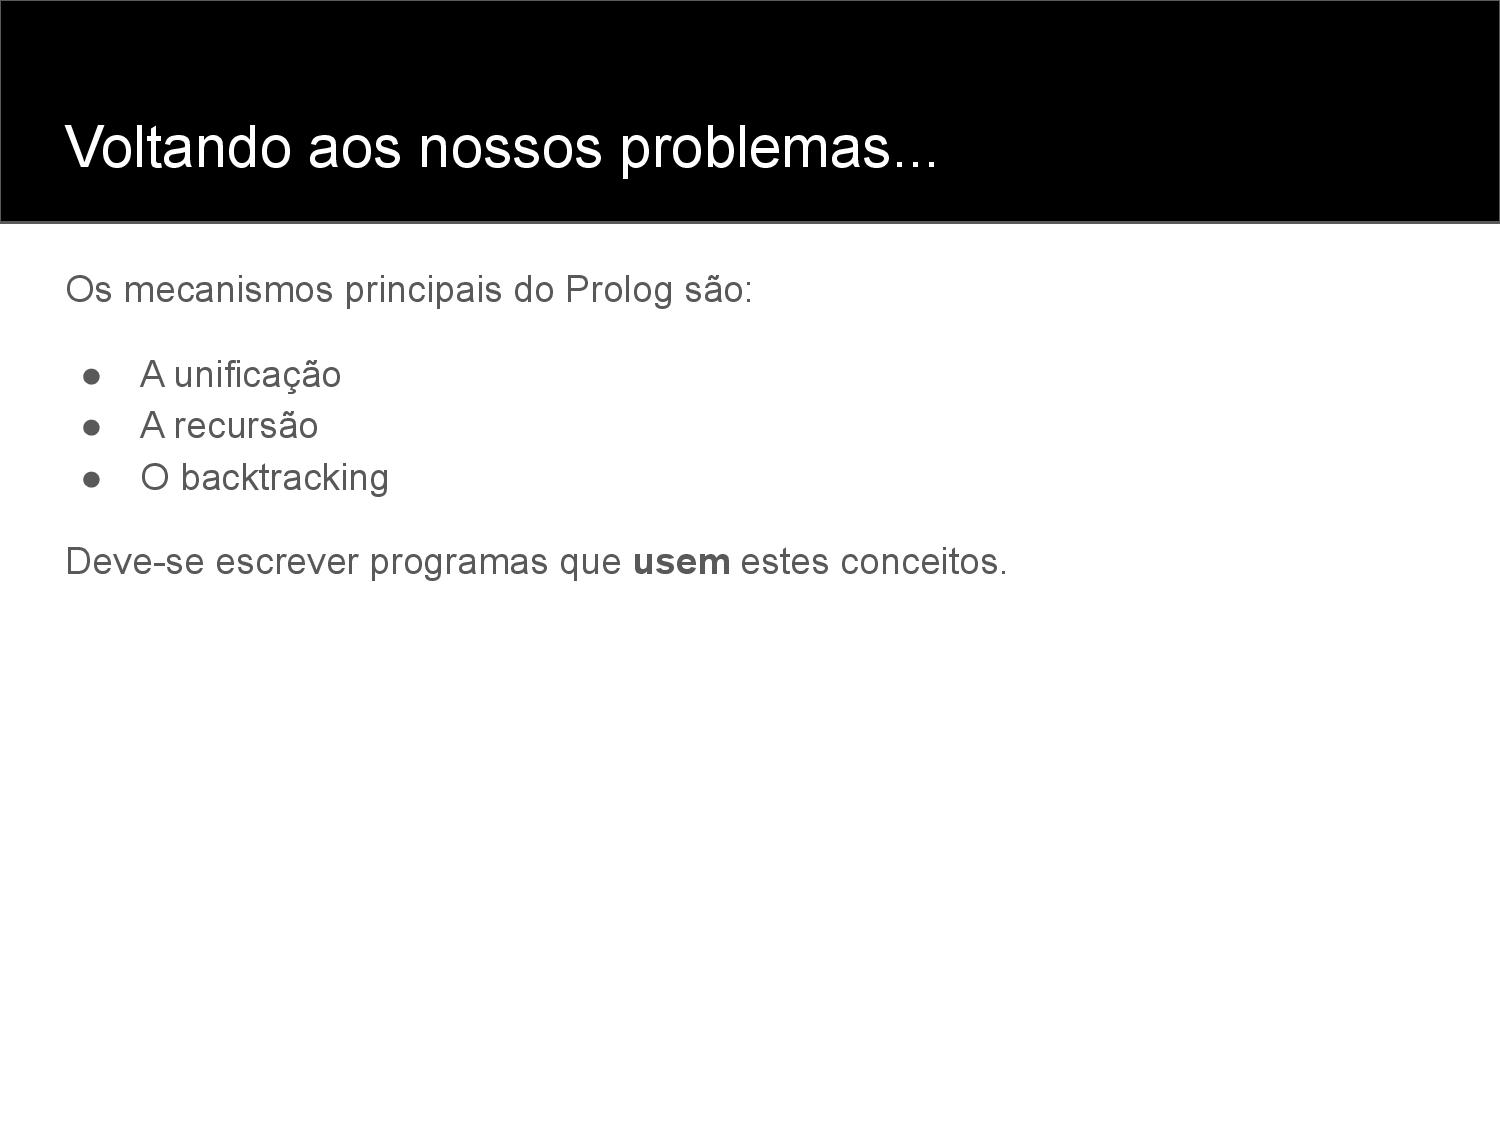 Voltando aos nossos problemas...
Os mecanismos principais do Prolog são:
● A unificação
● A recursão
● O backtracking
Deve-se escrever programas que usem estes conceitos.